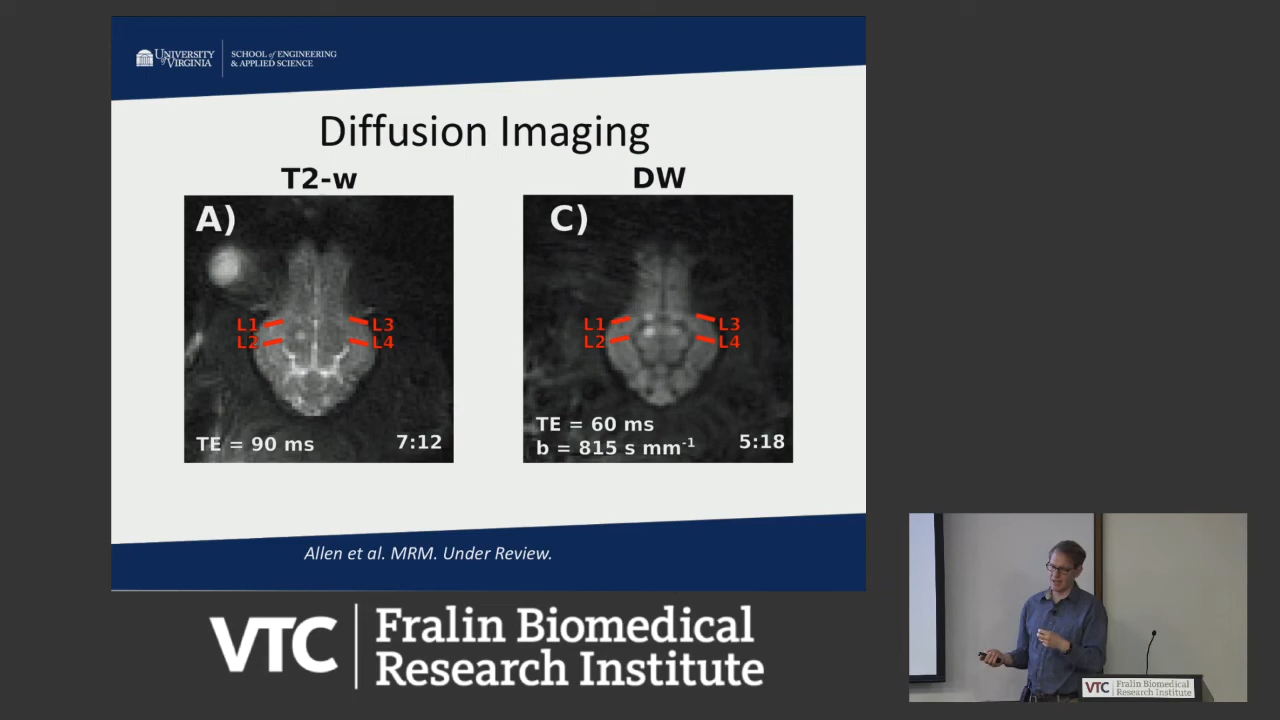 UNIVERSITY of VIRGINIA
SCHOOL of ENGINEERING
& APPLIED SCIENCE
Diffusion Imaging
T2-w
DW
A)
L1
L2
L3
L4
TE = 90 ms
7:12
C)
L1
L2
L3
L4
TE = 60 ms
b = 815 s mm⁻¹
5:18
Allen et al. MRM. Under Review.
VTC
Fralin Biomedical
Research Institute
VTC
Fralin Biomedical
Research Institute